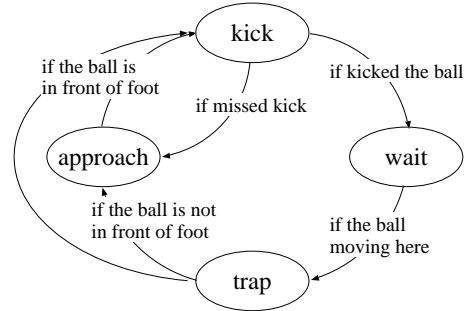 kick
if the ball is
in front of foot
if kicked the ball
if missed kick
approach
wait
if the ball is not
in front of foot
if the ball
moving here
trap